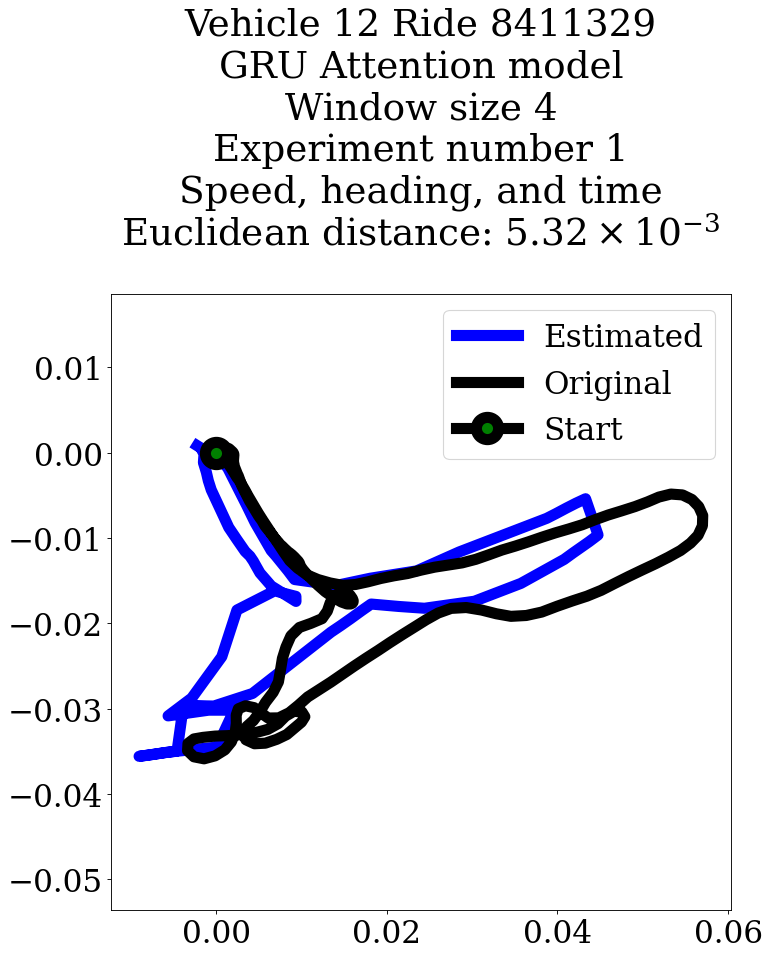 Vehicle 12 Ride 8411329
GRU Attention model
Window size 4
Experiment number 1
Speed, heading, and time
Euclidean distance: 5.32 × 10⁻³
Estimated
Original
Start
0.01
0.00
−0.01
−0.02
−0.03
−0.04
−0.05
0.00 0.02 0.04 0.06